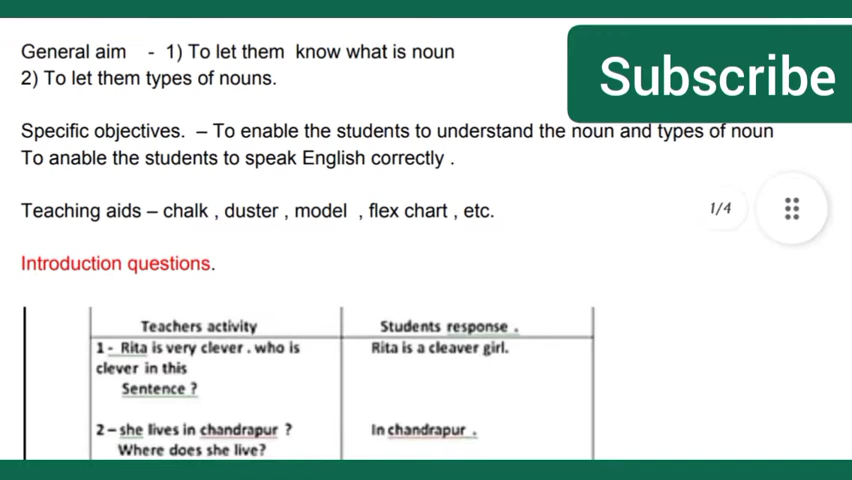 General aim - 1) To let them know what is noun
2) To let them types of nouns.
Subscribe
Specific objectives. – To enable the students to understand the noun and types of noun
To anable the students to speak English correctly .
Teaching aids – chalk , duster , model , flex chart , etc.
1/4
Introduction questions.
Teachers activity Students response .
1 - Rita is very clever . who is Rita is a cleaver girl.
clever in this
Sentence ?
2 – she lives in chandrapur ? In chandrapur .
Where does she live?